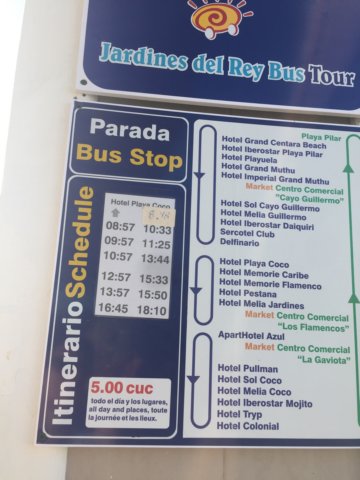 Jardines del Rey Bus Tour
Parada
Bus Stop
Itinerario Schedule
Hotel Playa Coco
08:57 10:33
09:57 11:25
10:57 13:44
12:57 15:33
13:57 15:50
16:45 18:10
5.00 CUC
todo el día y los lugares,
all day and places, toute
la journée et les lieux.
Playa Pilar
Hotel Grand Centara Beach
Hotel Iberostar Playa Pilar
Hotel Playuela
Hotel Grand Muthu
Hotel Imperial Grand Muthu
Market Centro Comercial
"Cayo Guillermo"
Hotel Sol Cayo Guillermo
Hotel Melia Guillermo
Hotel Iberostar Daiquiri
Sercotel Club
Delfinario
Hotel Playa Coco
Hotel Memorie Caribe
Hotel Memorie Flamenco
Hotel Pestana
Hotel Melia Jardines
Market Centro Comercial
"Los Flamencos"
ApartHotel Azul
Market Centro Comercial
"La Gaviota"
Hotel Pullman
Hotel Sol Coco
Hotel Melia Coco
Hotel Iberostar Mojito
Hotel Tryp
Hotel Colonial